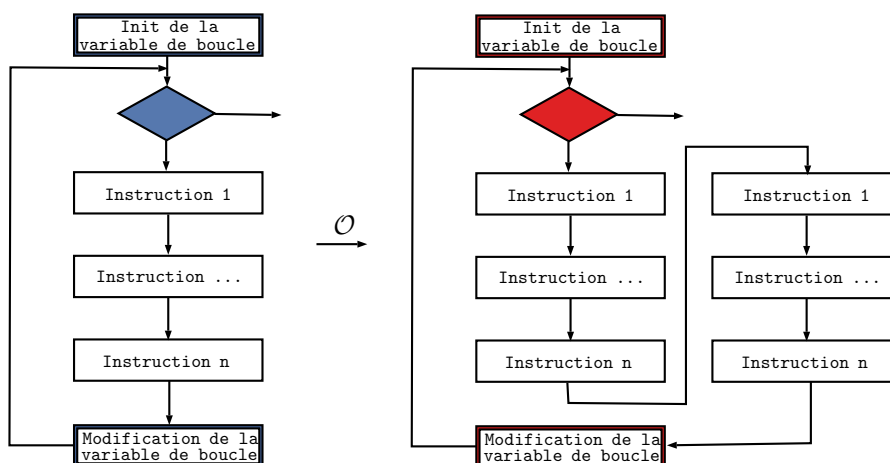 Init de la
variable de boucle
Instruction 1
Instruction ...
Instruction n
Modification de la
variable de boucle
𝒪
Init de la
variable de boucle
Instruction 1
Instruction ...
Instruction n
Instruction 1
Instruction ...
Instruction n
Modification de la
variable de boucle